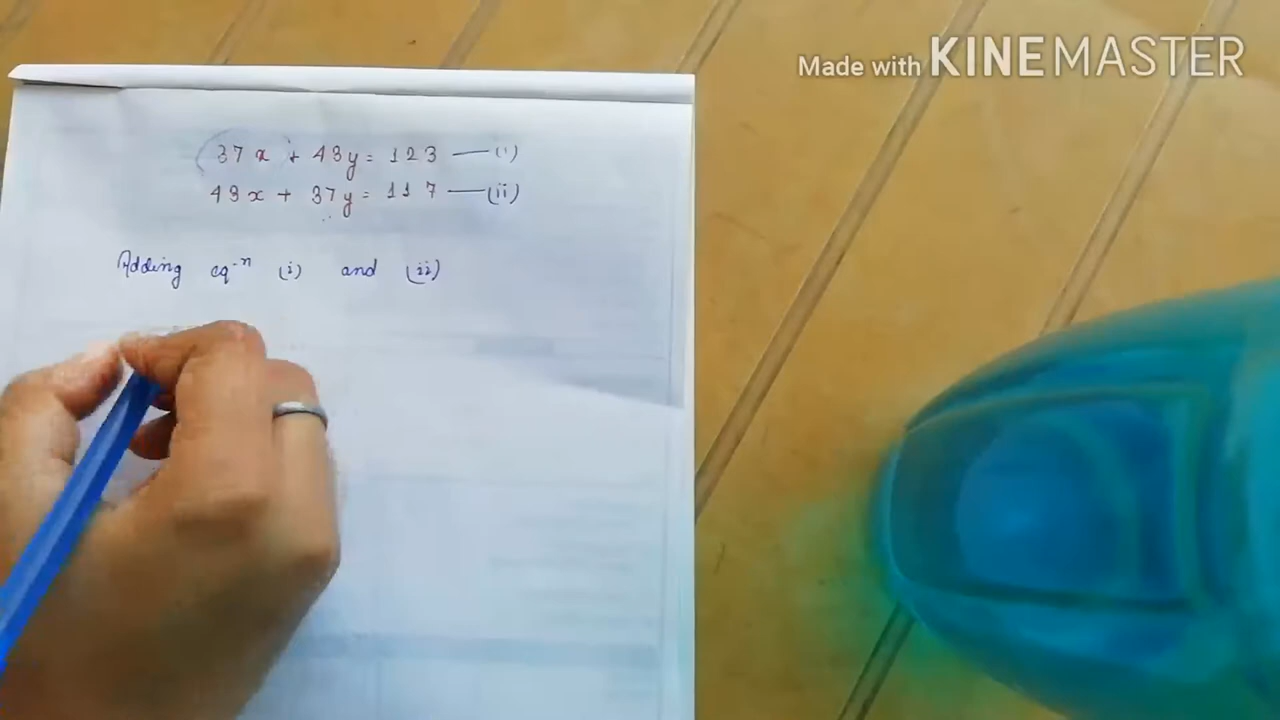 37x + 43y = 123 —(i)
43x + 37y = 117 —(ii)
Adding eq-n (i) and (ii)
Made with KINEMASTER